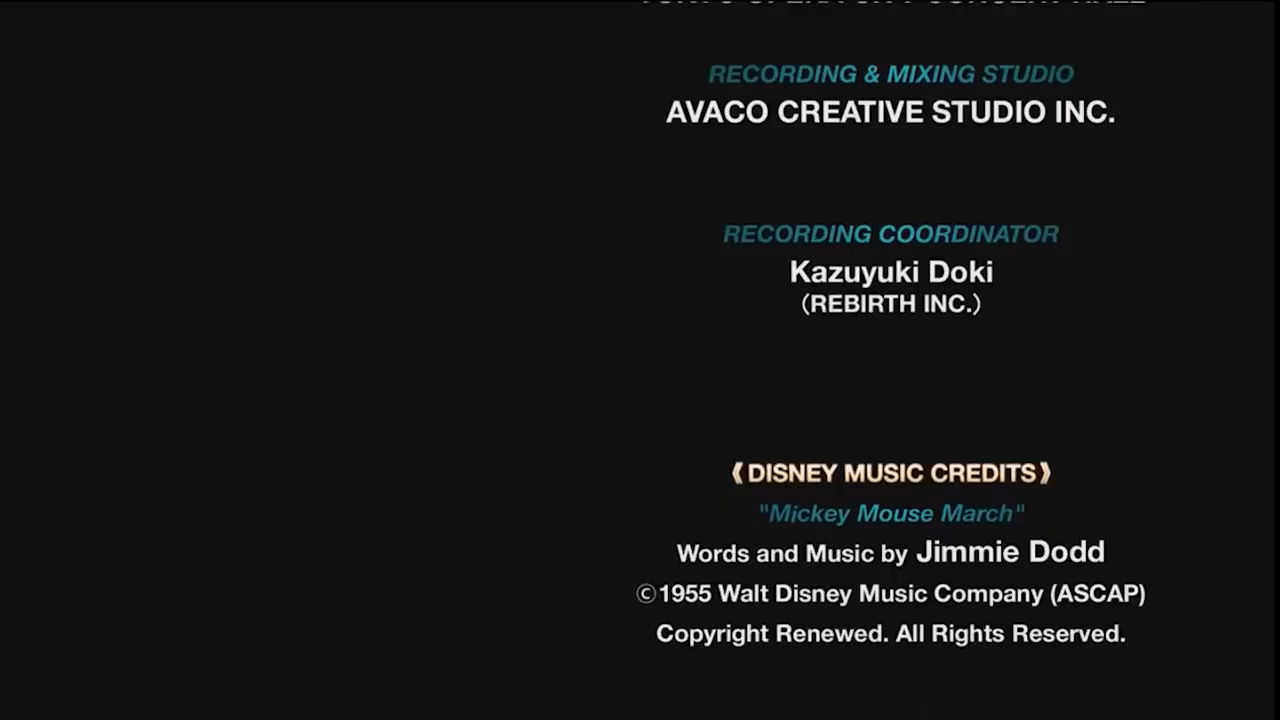 RECORDING & MIXING STUDIO
AVACO CREATIVE STUDIO INC.
RECORDING COORDINATOR
Kazuyuki Doki
（REBIRTH INC.）
《DISNEY MUSIC CREDITS》
"Mickey Mouse March"
Words and Music by Jimmie Dodd
©1955 Walt Disney Music Company (ASCAP)
Copyright Renewed. All Rights Reserved.